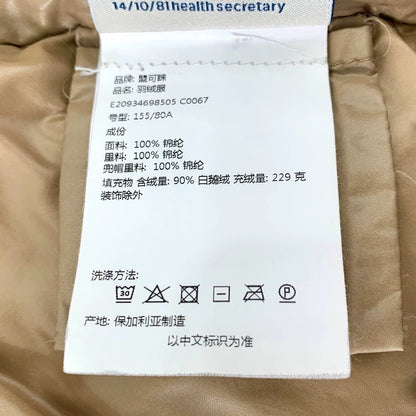 14/10/81health secretary
品牌: 盟可睐
品名: 羽绒服
E20934698505 C0067
号型: 155/80A
成份
面料: 100% 锦纶
里料: 100% 锦纶
兜帽里料: 100% 锦纶
填充物 含绒量: 90% 白鹅绒 充绒量: 229 克
装饰除外
洗涤方法:
30
P
产地: 保加利亚制造
以中文标识为准